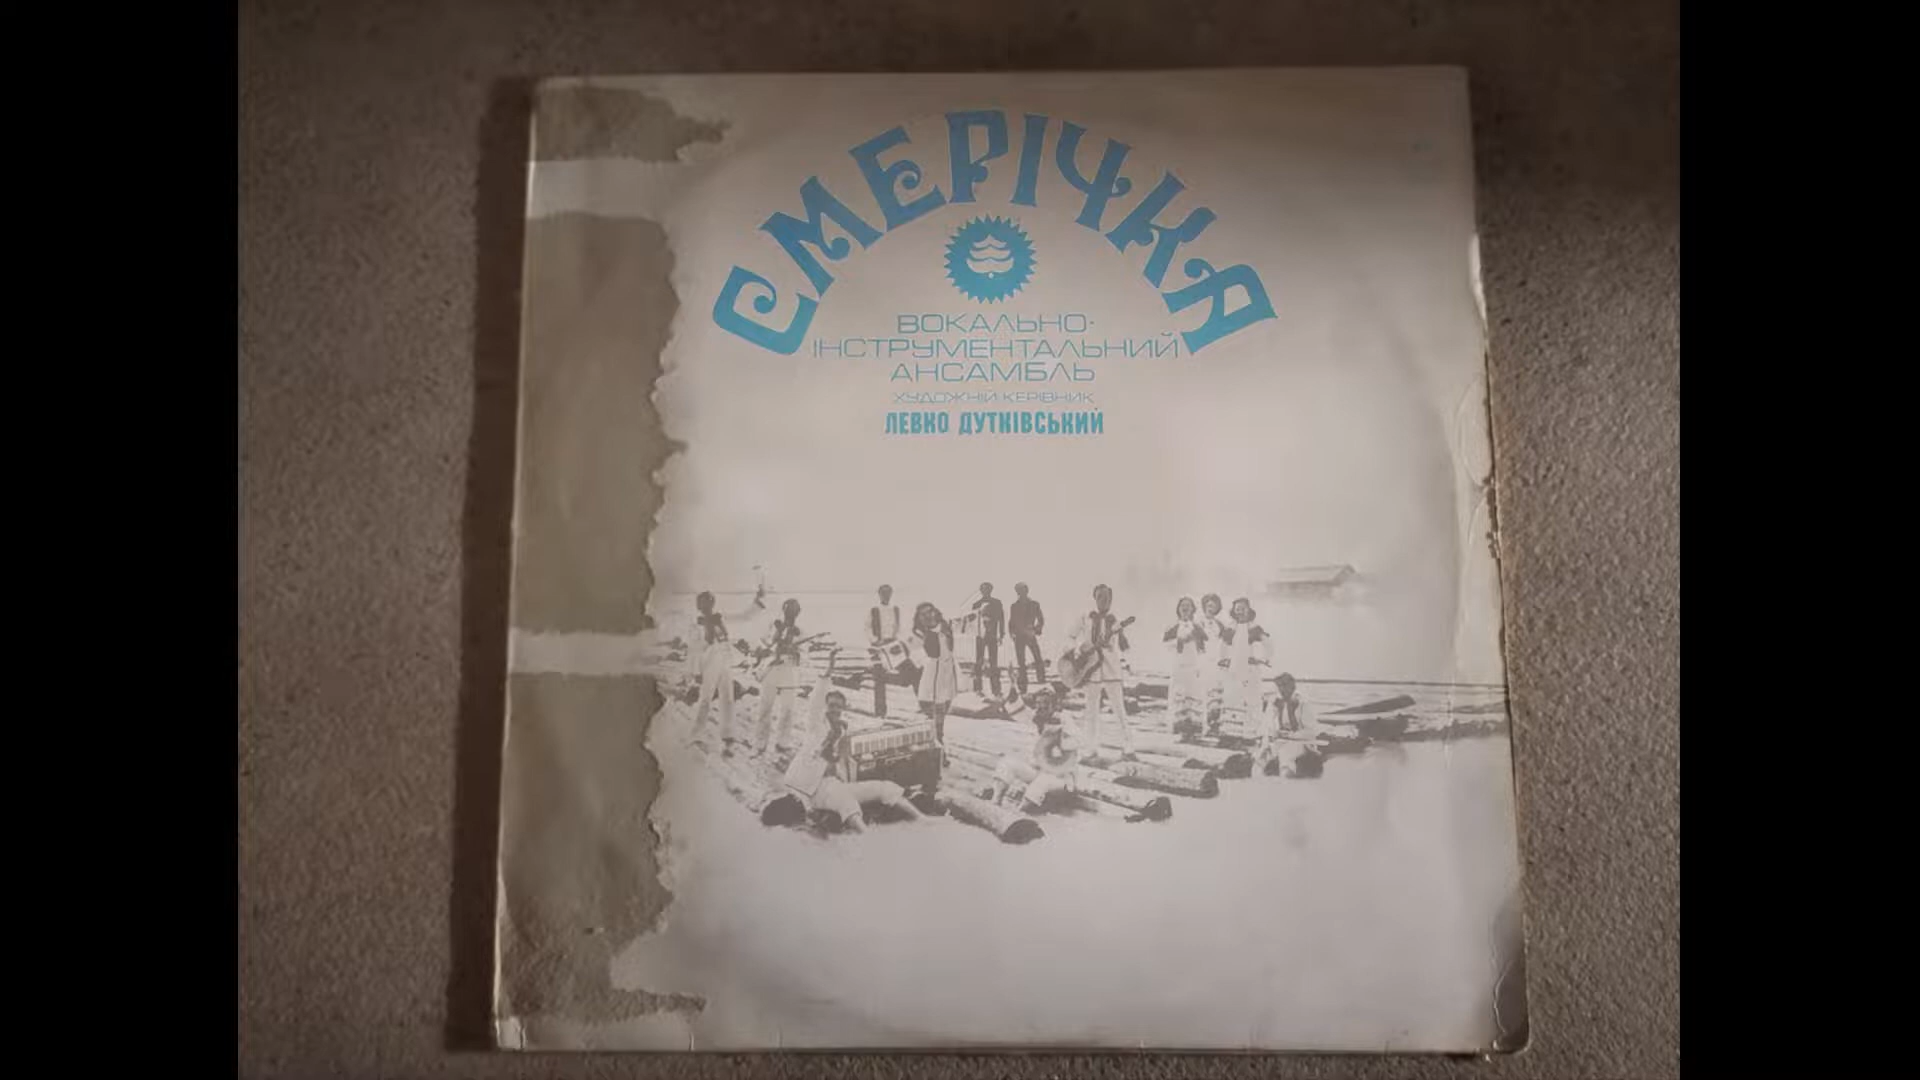 СМЕРІЧКА
ВОКАЛЬНО-
ІНСТРУМЕНТАЛЬНИЙ
АНСАМБЛЬ
ХУДОЖНІЙ КЕРІВНИК
ЛЕВКО ДУТКІВСЬКИЙ